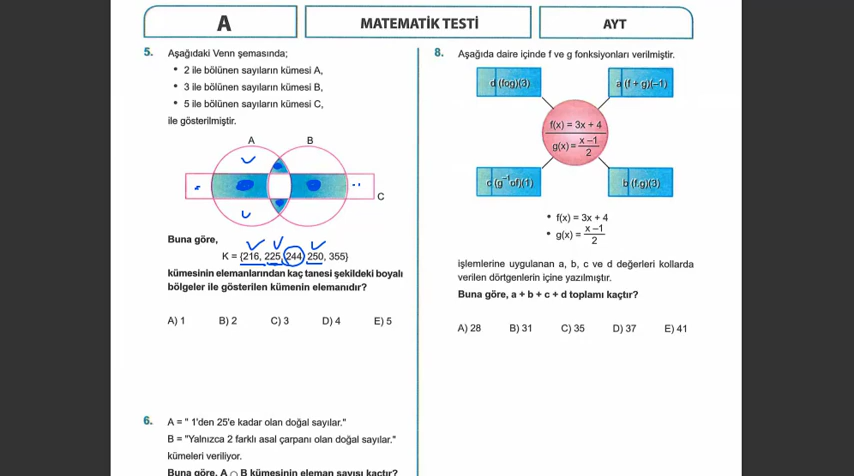 A
MATEMATİK TESTİ
AYT
5. Aşağıdaki Venn şemasında;
• 2 ile bölünen sayıların kümesi A,
• 3 ile bölünen sayıların kümesi B,
• 5 ile bölünen sayıların kümesi C,
ile gösterilmiştir.
A
B
C
Buna göre,
K = {216, 225, 244, 250, 355}
kümesinin elemanlarından kaç tanesi şekildeki boyalı
bölgeler ile gösterilen kümenin elemanıdır?
A) 1 B) 2 C) 3 D) 4 E) 5
6. A = " 1'den 25'e kadar olan doğal sayılar."
B = "Yalnızca 2 farklı asal çarpanı olan doğal sayılar."
kümeleri veriliyor.
Buna göre, A ∩ B kümesinin eleman sayısı kaçtır?
8. Aşağıda daire içinde f ve g fonksiyonları verilmiştir.
d (fog)(3)
a (f + g)(–1)
f(x) = 3x + 4
g(x) = x – 1 / 2
c (g⁻¹of)(1)
b (f.g)(3)
• f(x) = 3x + 4
• g(x) = x – 1 / 2
işlemlerine uygulanan a, b, c ve d değerleri kollarda
verilen dörtgenlerin içine yazılmıştır.
Buna göre, a + b + c + d toplamı kaçtır?
A) 28 B) 31 C) 35 D) 37 E) 41